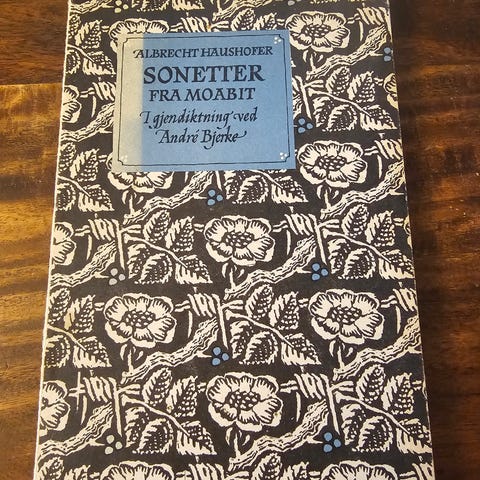 ALBRECHT HAUSHOFER
SONETTER
FRA MOABIT
I gjendiktning ved
André Bjerke